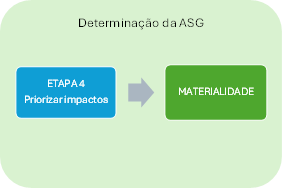 Determinação da ASG
ETAPA 4
Priorizar impactos
MATERIALIDADE